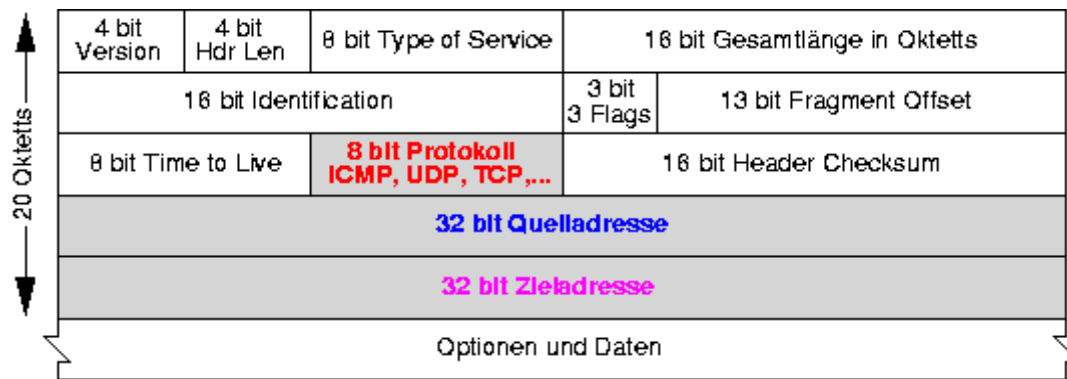 4 bit
Version
4 bit
Hdr Len
8 bit Type of Service
16 bit Gesamtlänge in Oktetts
16 bit Identification
3 bit
3 Flags
13 bit Fragment Offset
8 bit Time to Live
8 bit Protokoll
ICMP, UDP, TCP,...
16 bit Header Checksum
32 bit Quelladresse
32 bit Zieladresse
Optionen und Daten
20 Oktetts